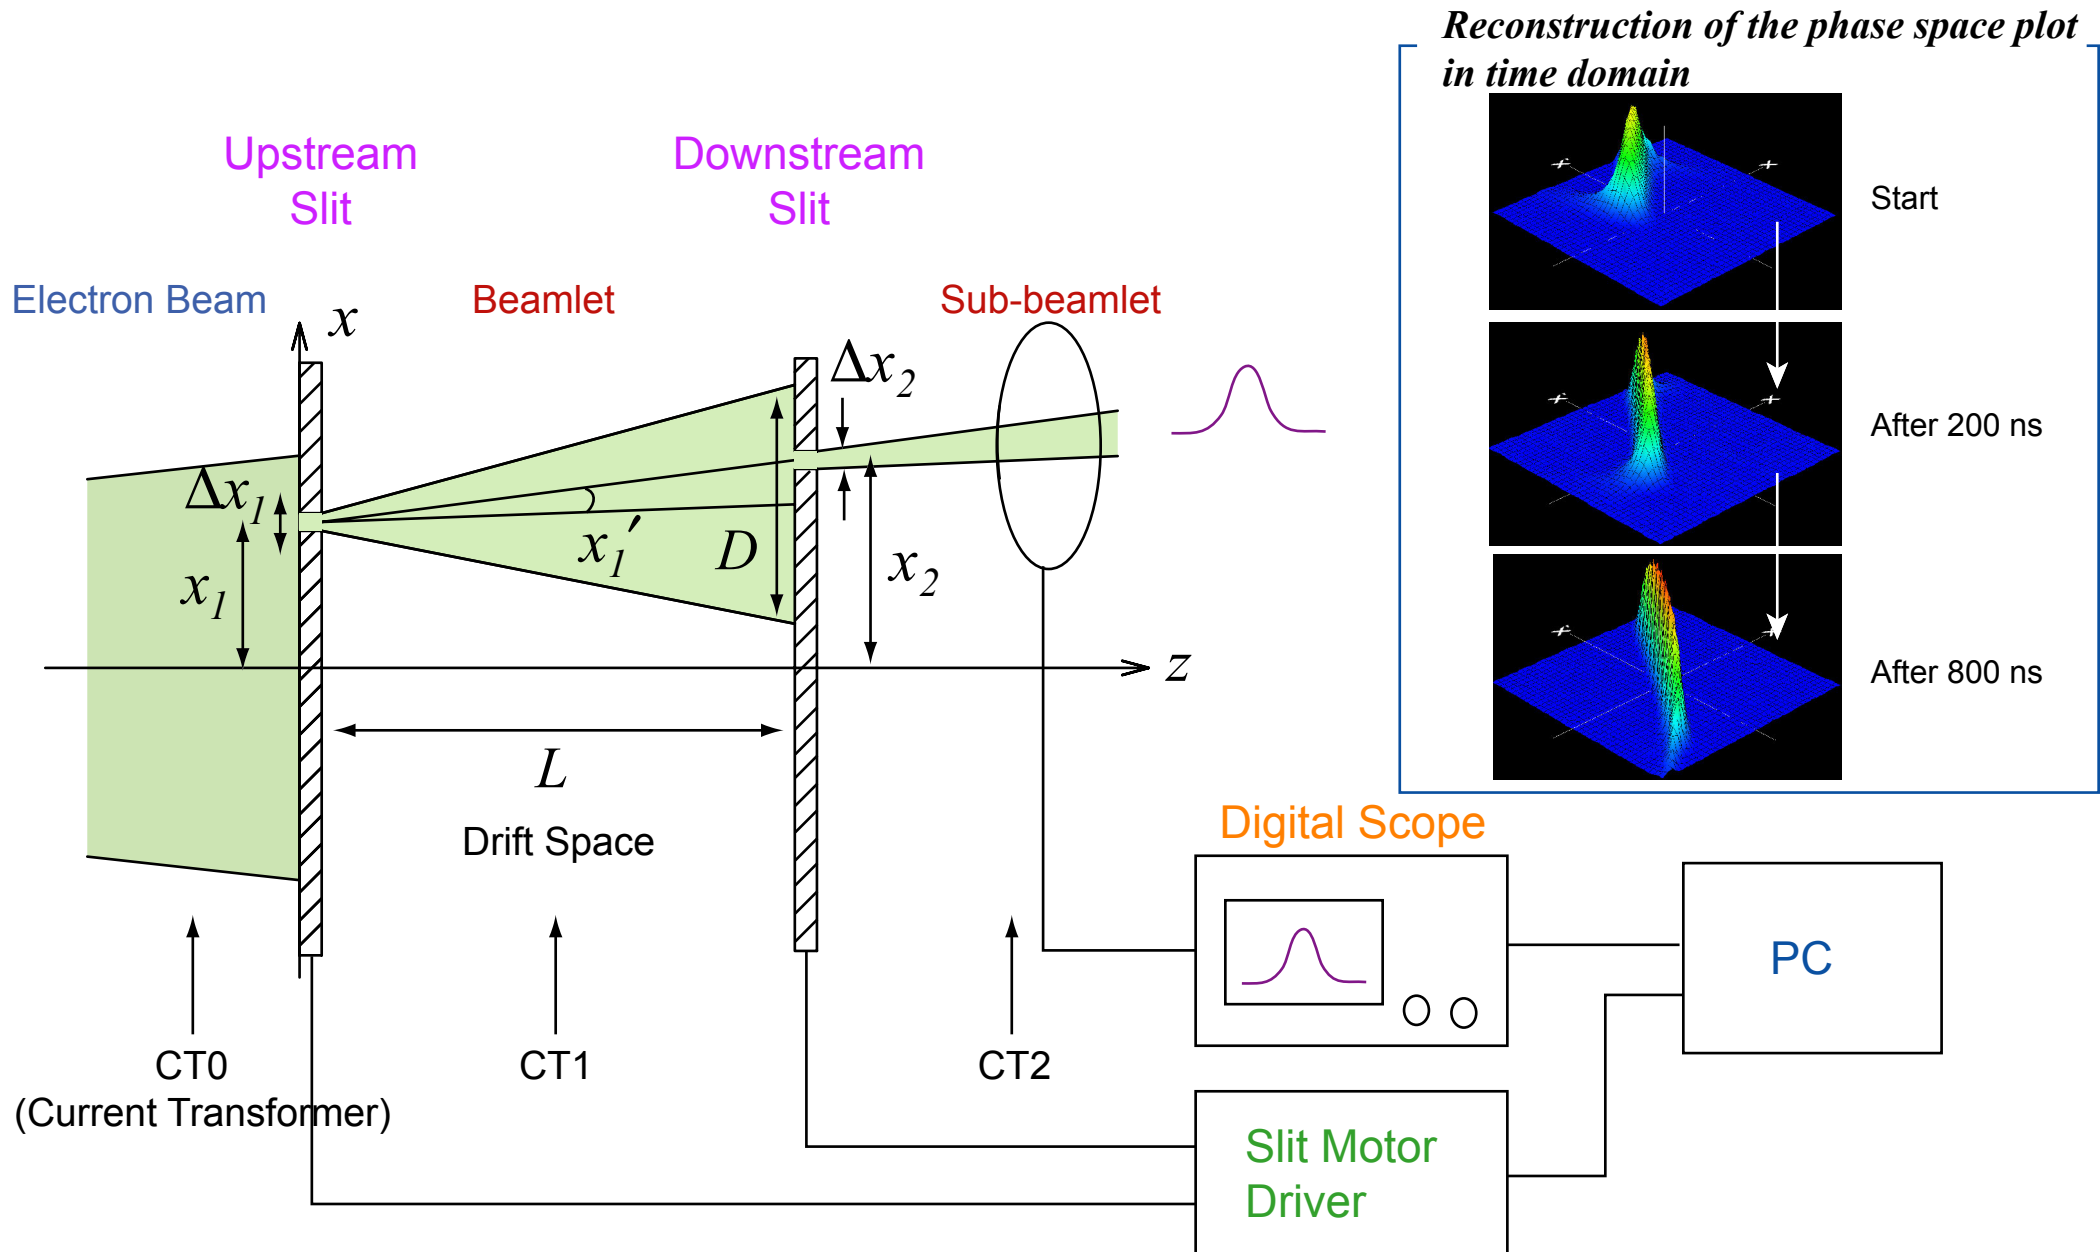 Reconstruction of the phase space plot
in time domain
Upstream
Slit
Downstream
Slit
Start
Electron Beam
Beamlet
Sub-beamlet
x
Δx2
After 200 ns
Δx1
x1′
D
x2
x1
z
After 800 ns
L
Drift Space
Digital Scope
PC
CT0
(Current Transformer)
CT1
CT2
Slit Motor
Driver